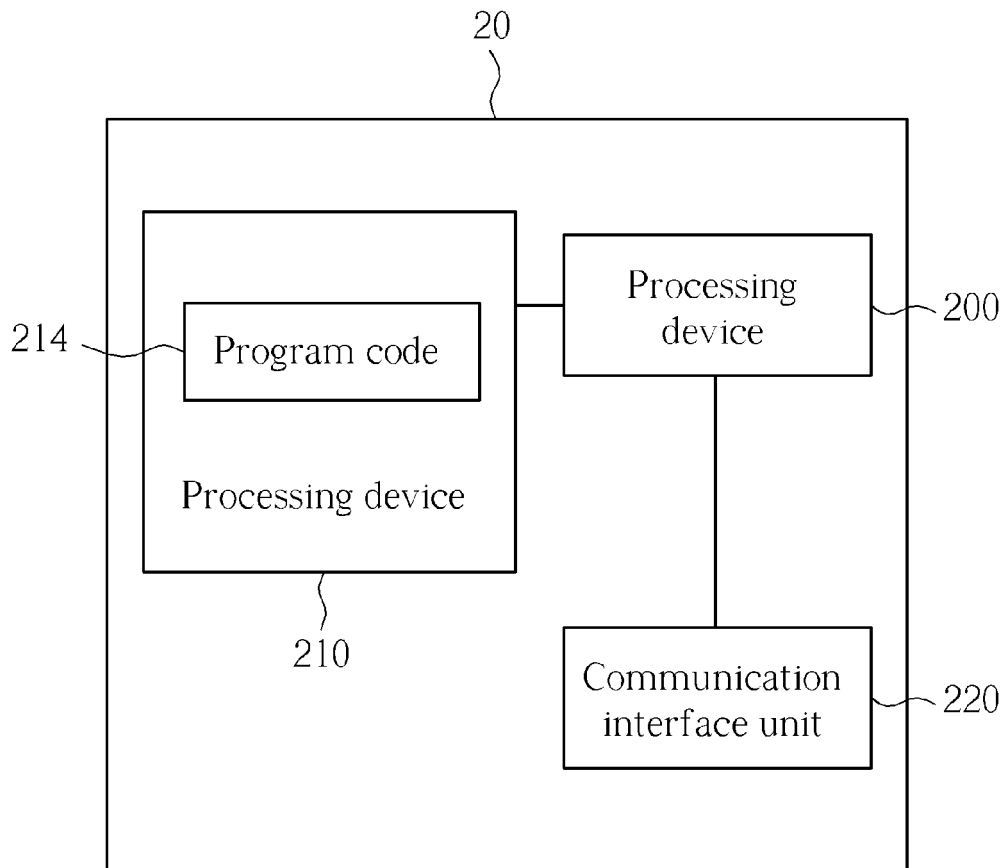 20
Processing
device
200
214
Program code
Processing device
210
Communication
interface unit
220